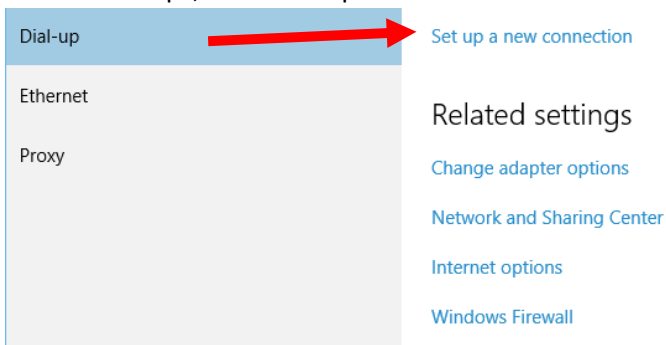 Dial-up
Set up a new connection
Ethernet
Related settings
Proxy
Change adapter options
Network and Sharing Center
Internet options
Windows Firewall